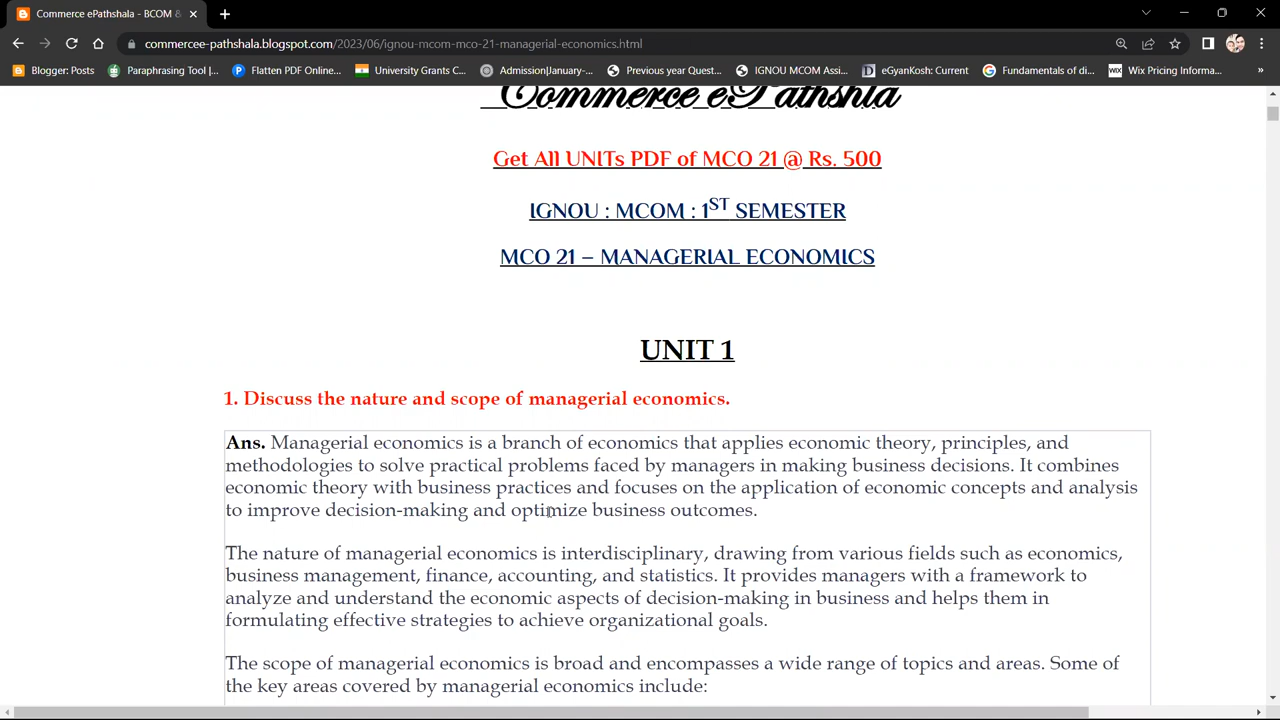 Commerce ePathshala - BCOM &
commercee-pathshala.blogspot.com/2023/06/ignou-mcom-mco-21-managerial-economics.html
Blogger: Posts
Paraphrasing Tool |...
Flatten PDF Online...
University Grants C...
Admission|January-...
Previous year Quest...
IGNOU MCOM Assi...
eGyanKosh: Current
Fundamentals of di...
Wix Pricing Informa...
Commerce ePathshla
Get All UNITs PDF of MCO 21 @ Rs. 500
IGNOU : MCOM : 1ST SEMESTER
MCO 21 – MANAGERIAL ECONOMICS
UNIT 1
1. Discuss the nature and scope of managerial economics.
Ans. Managerial economics is a branch of economics that applies economic theory, principles, and
methodologies to solve practical problems faced by managers in making business decisions. It combines
economic theory with business practices and focuses on the application of economic concepts and analysis
to improve decision-making and optimize business outcomes.
The nature of managerial economics is interdisciplinary, drawing from various fields such as economics,
business management, finance, accounting, and statistics. It provides managers with a framework to
analyze and understand the economic aspects of decision-making in business and helps them in
formulating effective strategies to achieve organizational goals.
The scope of managerial economics is broad and encompasses a wide range of topics and areas. Some of
the key areas covered by managerial economics include: